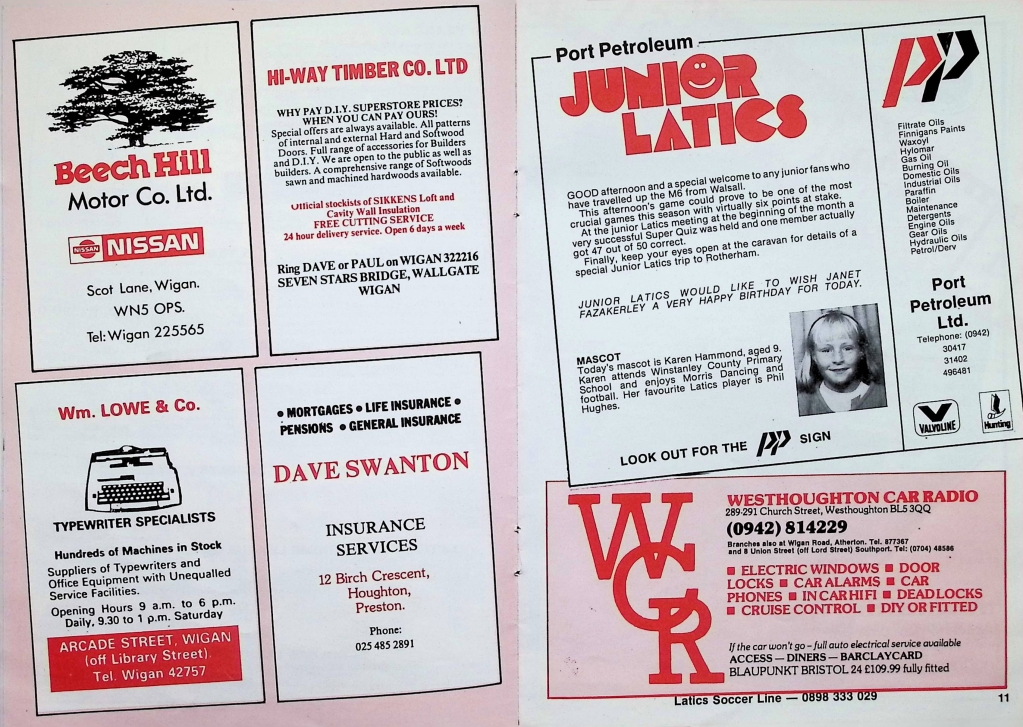 Beech Hill
Motor Co. Ltd.
NISSAN
NISSAN
Scot Lane, Wigan.
WN5 OPS.
Tel: Wigan 225565
HI-WAY TIMBER CO. LTD
WHY PAY D.I.Y. SUPERSTORE PRICES?
WHEN YOU CAN PAY OURS!
Special offers are always available. All patterns
of internal and external Hard and Softwood
Doors. Full range of accessories for Builders
and D.I.Y. We are open to the public as well as
builders. A comprehensive range of Softwoods
sawn and machined hardwoods available.
Official stockists of SIKKENS Loft and
Cavity Wall Insulation
FREE CUTTING SERVICE
24 hour delivery service. Open 6 days a week
Ring DAVE or PAUL on WIGAN 322216
SEVEN STARS BRIDGE, WALLGATE
WIGAN
Wm. LOWE & Co.
TYPEWRITER SPECIALISTS
Hundreds of Machines in Stock
Suppliers of Typewriters and
Office Equipment with Unequalled
Service Facilities.
Opening Hours 9 a.m. to 6 p.m.
Daily, 9.30 to 1 p.m. Saturday
ARCADE STREET, WIGAN
(off Library Street).
Tel. Wigan 42757
• MORTGAGES • LIFE INSURANCE •
PENSIONS • GENERAL INSURANCE
DAVE SWANTON
INSURANCE
SERVICES
12 Birch Crescent,
Houghton,
Preston.
Phone:
025 485 2891
Port Petroleum
JUNIOR
LATICS
GOOD afternoon and a special welcome to any junior fans who
have travelled up the M6 from Walsall.
This afternoon's game could prove to be one of the most
crucial games this season with virtually six points at stake.
At the junior Latics meeting at the beginning of the month a
very successful Super Quiz was held and one member actually
got 47 out of 50 correct.
Finally, keep your eyes open at the caravan for details of a
special Junior Latics trip to Rotherham.
JUNIOR LATICS WOULD LIKE TO WISH JANET
FAZAKERLEY A VERY HAPPY BIRTHDAY FOR TODAY.
MASCOT
Today's mascot is Karen Hammond, aged 9.
Karen attends Winstanley County Primary
School and enjoys Morris Dancing and
football. Her favourite Latics player is Phil
Hughes.
LOOK OUT FOR THE PP SIGN
PP
Filtrate Oils
Finnigans Paints
Waxoyl
Hylomar
Gas Oil
Burning Oil
Domestic Oils
Industrial Oils
Paraffin
Boiler
Maintenance
Detergents
Engine Oils
Gear Oils
Hydraulic Oils
Petrol/Derv
Port
Petroleum
Ltd.
Telephone: (0942)
30417
31402
496481
VALVOLINE
Hunting
WCR
WESTHOUGHTON CAR RADIO
289-291 Church Street, Westhoughton BL5 3QQ
(0942) 814229
Branches also at Wigan Road, Atherton. Tel. 877367
and 8 Union Street (off Lord Street) Southport. Tel: (0704) 48586
■ ELECTRIC WINDOWS ■ DOOR
LOCKS ■ CAR ALARMS ■ CAR
PHONES ■ IN CAR HIFI ■ DEADLOCKS
■ CRUISE CONTROL ■ DIY OR FITTED
If the car won't go – full auto electrical service available
ACCESS — DINERS — BARCLAYCARD
BLAUPUNKT BRISTOL 24 £109.99 fully fitted
Latics Soccer Line — 0898 333 029
11